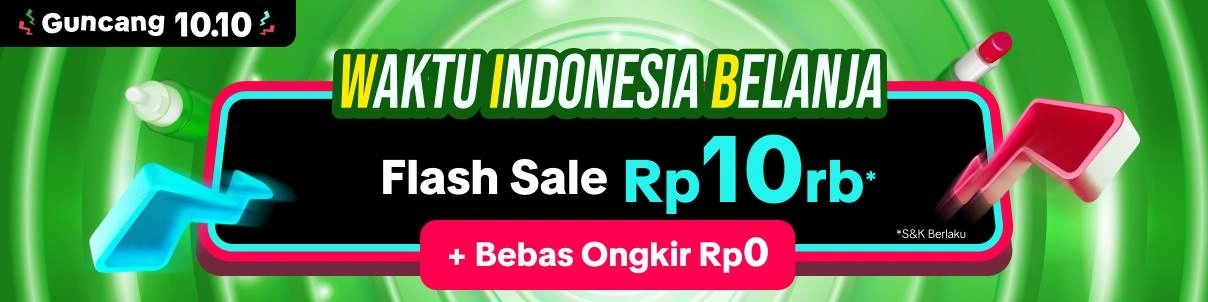 Guncang 10.10
WAKTU INDONESIA BELANJA
Flash Sale Rp10rb*
*S&K Berlaku
+ Bebas Ongkir Rp0